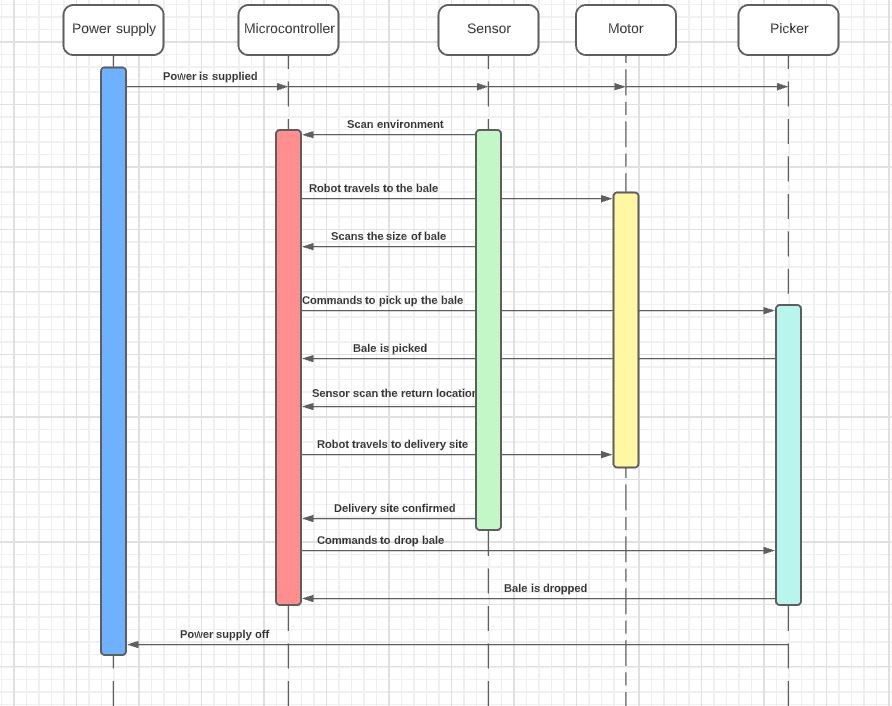 Power supply
Microcontroller
Sensor
Motor
Picker
Power is supplied
Scan environment
Robot travels to the bale
Scans the size of bale
Commands to pick up the bale
Bale is picked
Sensor scan the return location
Robot travels to delivery site
Delivery site confirmed
Commands to drop bale
Bale is dropped
Power supply off